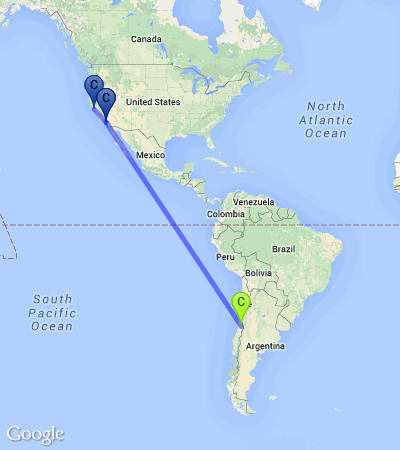 Canada
C
C
United States
North
Atlantic
Ocean
Mexico
Venezuela
Colombia
Brazil
Peru
Bolivia
South
Pacific
Ocean
C
Argentina
Google